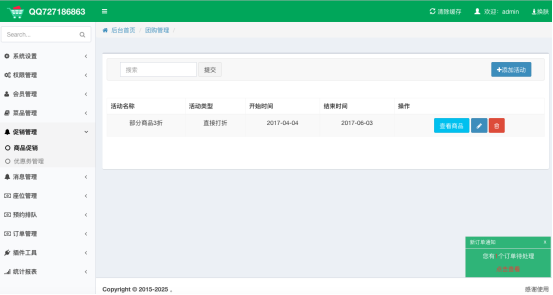 QQ727186863
清除缓存
欢迎 : admin
换肤
Search...
后台首页
团购管理
系统设置
权限管理
会员管理
菜品管理
促销管理
商品促销
优惠券管理
消息管理
座位管理
预约排队
订单管理
插件工具
统计报表
搜索
提交
+添加活动
活动名称 活动类型 开始时间 结束时间 操作
部分商品3折 直接打折 2017-04-04 2017-06-03 查看商品
新订单通知 ×
您有 个订单待处理
点击查看
Copyright © 2015-2025 。
感谢使用